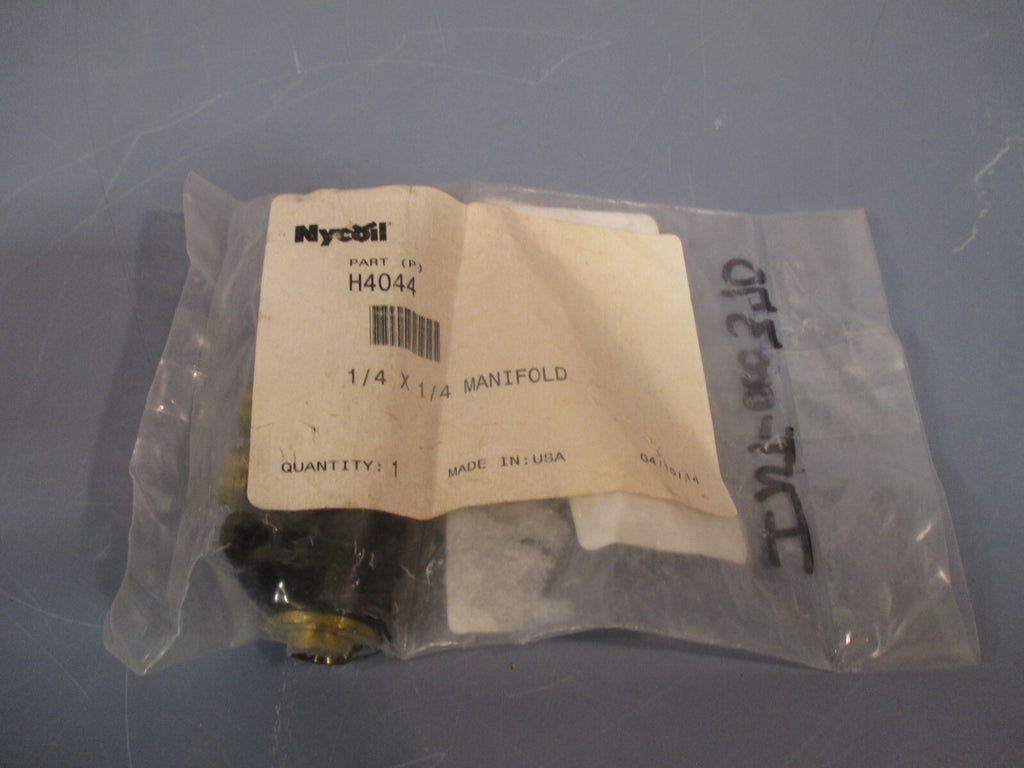 Nycoil
PART (P)
H4044
1/4 X 1/4 MANIFOLD
QUANTITY: 1 MADE IN:USA